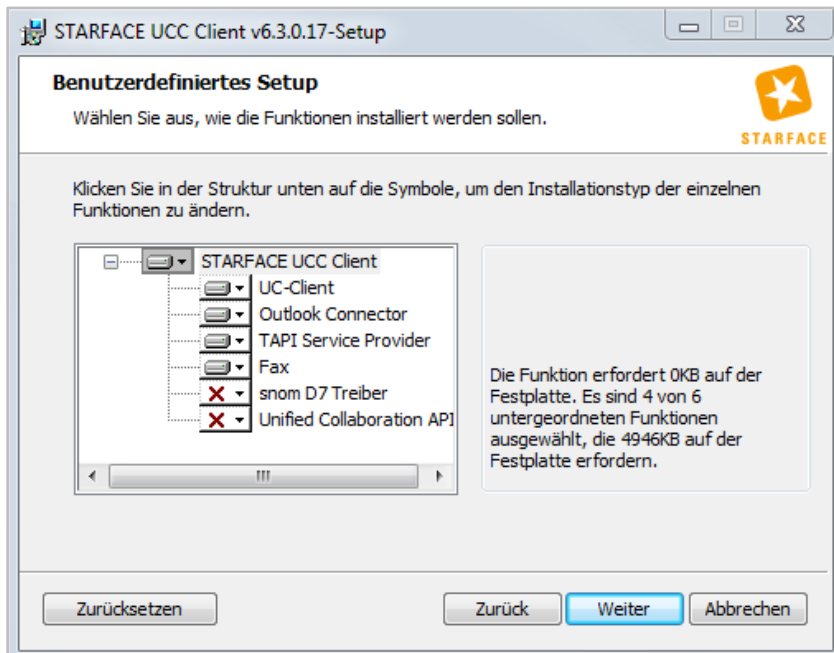 STARFACE UCC Client v6.3.0.17-Setup
Benutzerdefiniertes Setup
Wählen Sie aus, wie die Funktionen installiert werden sollen.
STARFACE
Klicken Sie in der Struktur unten auf die Symbole, um den Installationstyp der einzelnen
Funktionen zu ändern.
STARFACE UCC Client
UC-Client
Outlook Connector
TAPI Service Provider
Fax
snom D7 Treiber
Unified Collaboration API
Die Funktion erfordert 0KB auf der
Festplatte. Es sind 4 von 6
untergeordneten Funktionen
ausgewählt, die 4946KB auf der
Festplatte erfordern.
Zurücksetzen
Zurück
Weiter
Abbrechen